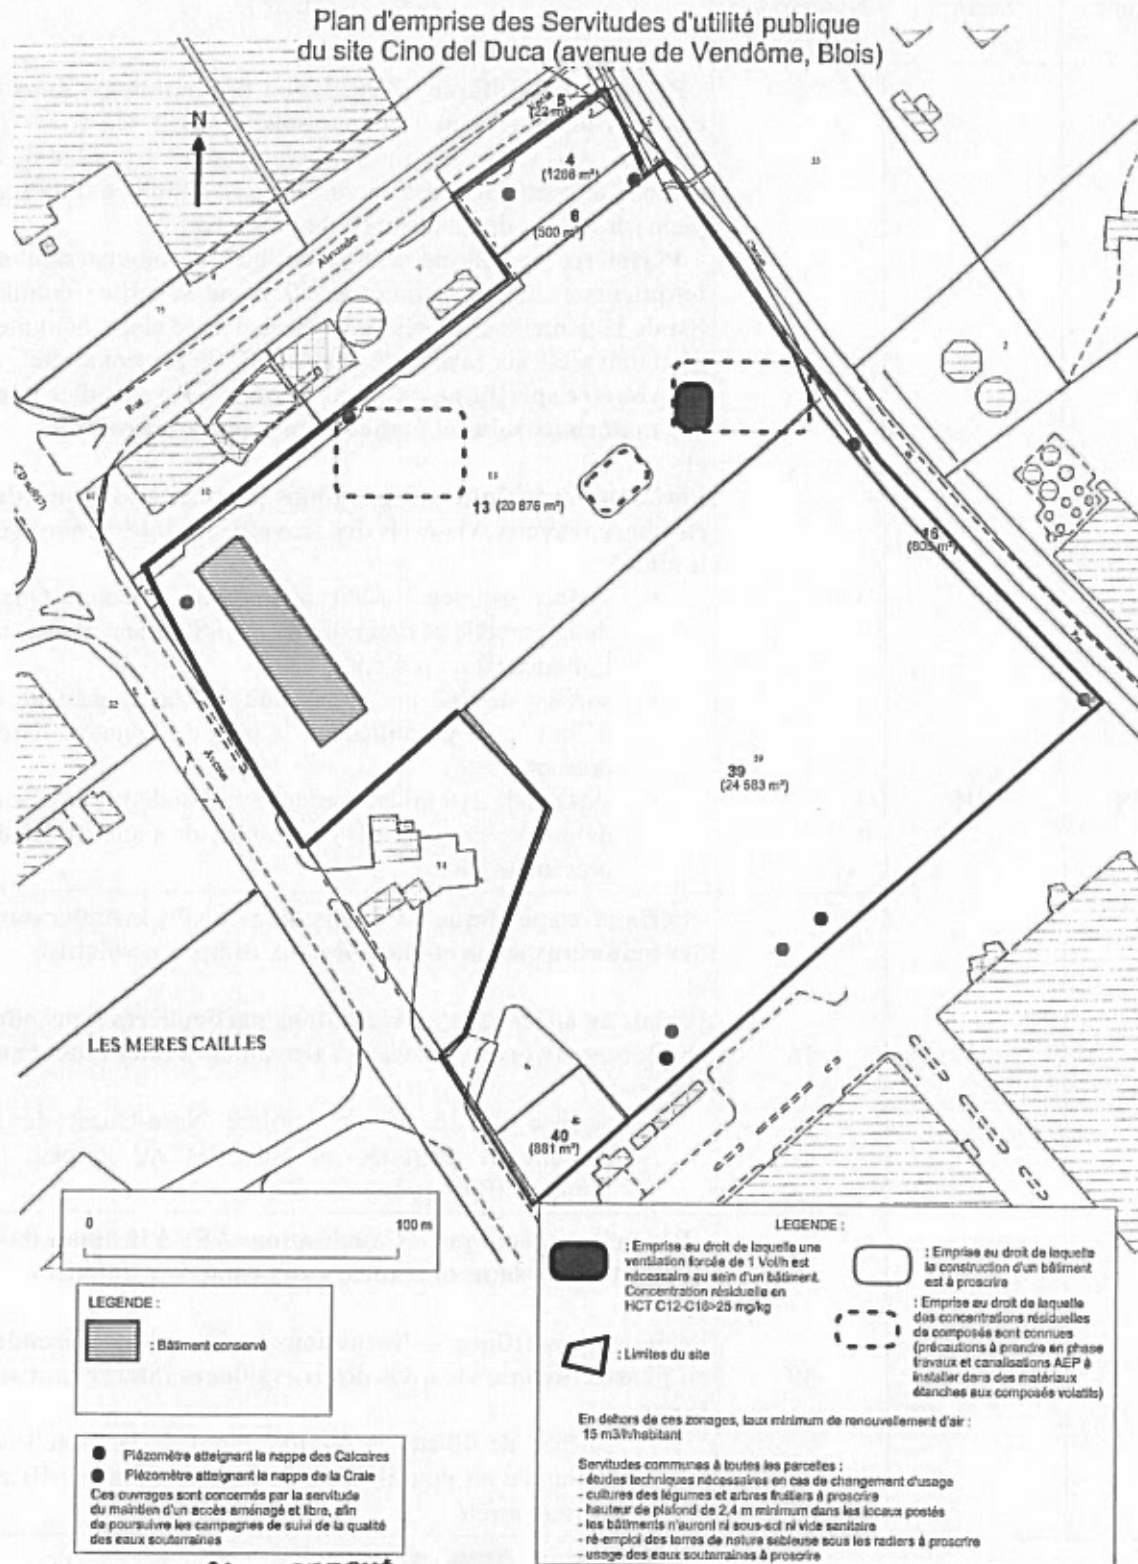 Plan d'emprise des Servitudes d'utilité publique
du site Cino del Duca (avenue de Vendôme, Blois)
N
5
(22 m²)
4
(1286 m²)
6
(500 m²)
13 (20 876 m²)
16
(805 m²)
39
(24 583 m²)
14
40
(881 m²)
Rue
Alexandre
Avenue
LES MERES CAILLES
0 100 m
LEGENDE :
: Bâtiment conservé
Piézomètre atteignant la nappe des Calcaires
Piézomètre atteignant la nappe de la Craie
Ces ouvrages sont concernés par la servitude
du maintien d'un accès aménagé et libre, afin
de poursuivre les campagnes de suivi de la qualité
des eaux souterraines
LEGENDE :
: Emprise au droit de laquelle une
ventilation forcée de 1 Vol/h est
nécessaire au sein d'un bâtiment.
Concentration résiduelle en
HCT C12-C16>25 mg/kg
: Limites du site
: Emprise au droit de laquelle
la construction d'un bâtiment
est à proscrire
: Emprise au droit de laquelle
des concentrations résiduelles
de composés sont connues
(précautions à prendre en phase
travaux et canalisations AEP à
installer dans des matériaux
étanches aux composés volatils)
En dehors de ces zonages, taux minimum de renouvellement d'air :
15 m3/h/habitant
Servitudes communes à toutes les parcelles :
- études techniques nécessaires en cas de changement d'usage
- cultures des légumes et arbres fruitiers à proscrire
- hauteur de plafond de 2,4 m minimum dans les locaux postés
- les bâtiments n'auront ni sous-sol ni vide sanitaire
- ré-emploi des terres de nature sableuse sous les radiers à proscrire
- usage des eaux souterraines à proscrire